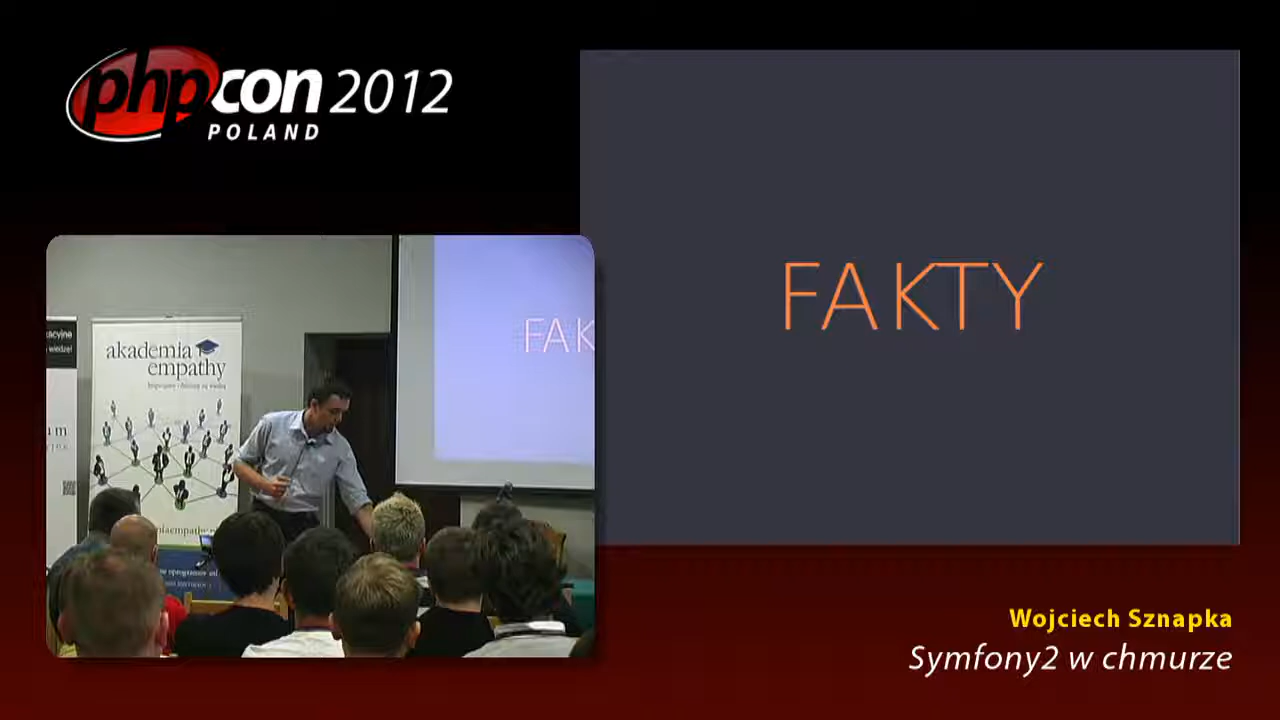 phpcon 2012
POLAND
FAKTY
akademia
empathy
FAK
Wojciech Sznapka
Symfony2 w chmurze